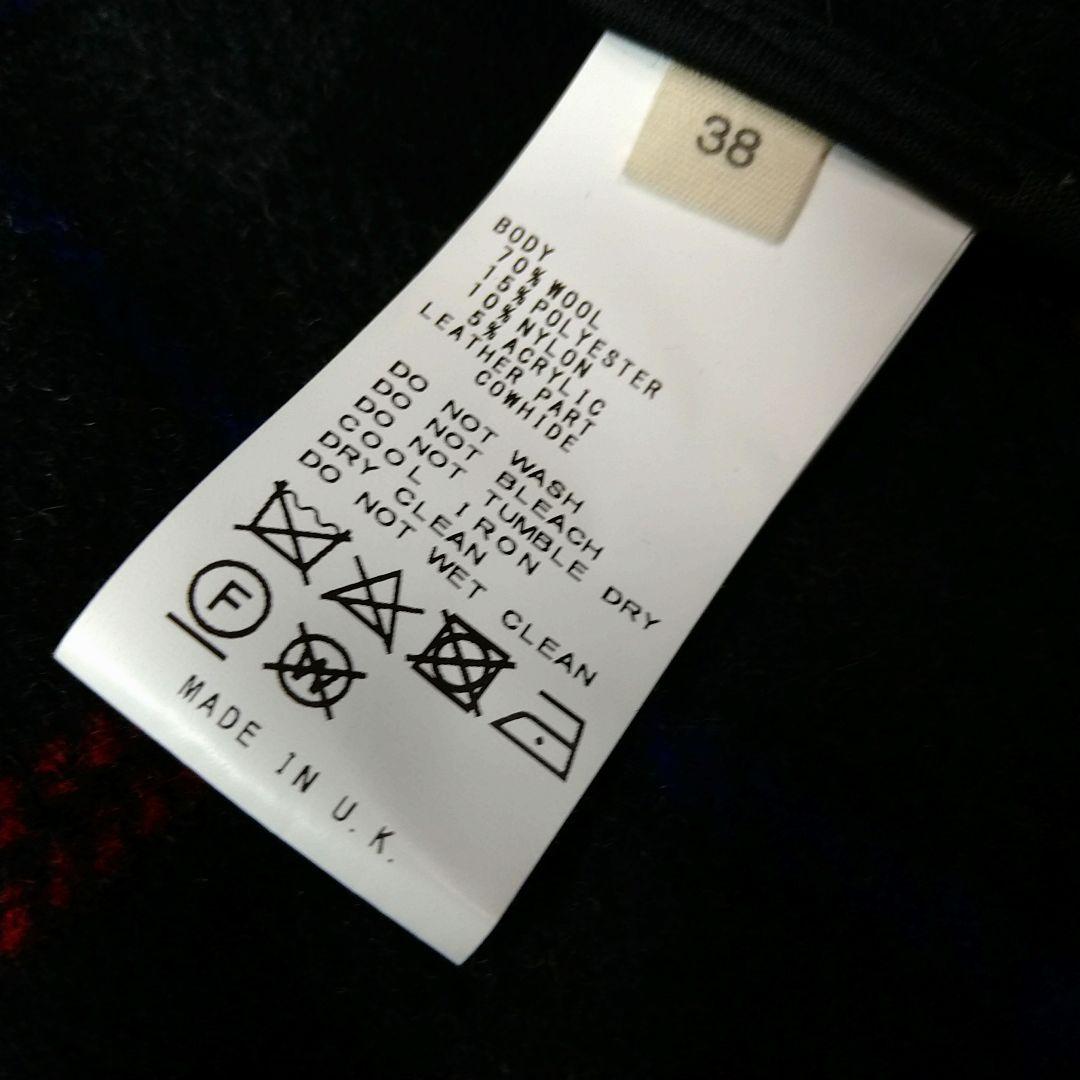 38
BODY
70%WOOL
15%POLYESTER
10%NYLON
5%ACRYLIC
LEATHER PART
COWHIDE
DO NOT WASH
DO NOT BLEACH
DO NOT TUMBLE DRY
COOL IRON
DRY CLEAN
DO NOT WET CLEAN
F
W
MADE IN U.K.